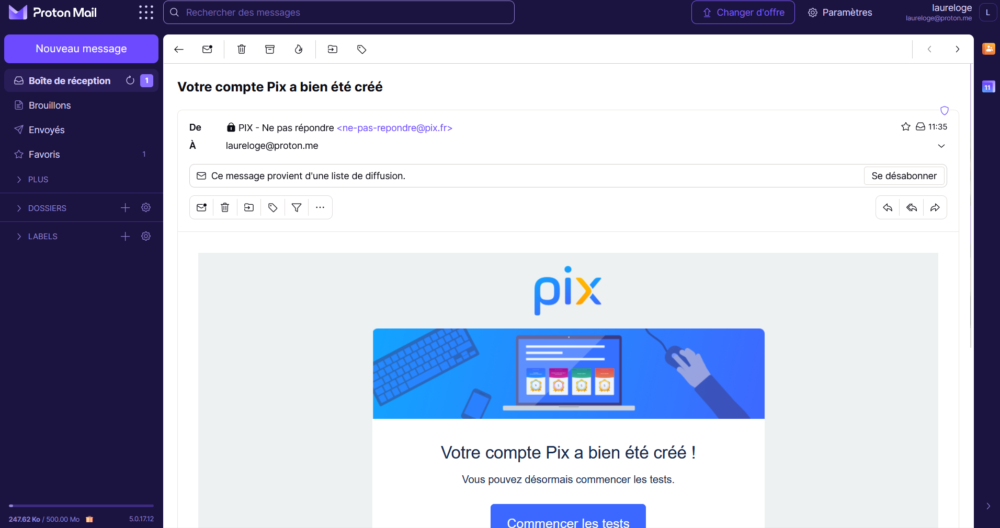 Proton Mail
Rechercher des messages
Changer d'offre
Paramètres
laureloge
laureloge@proton.me
L
Nouveau message
Boîte de réception
1
Brouillons
Envoyés
Favoris
1
PLUS
DOSSIERS
LABELS
247.62 Ko / 500.00 Mo
5.0.17.12
11
Votre compte Pix a bien été créé
De
PIX - Ne pas répondre <ne-pas-repondre@pix.fr>
11:35
À
laureloge@proton.me
Ce message provient d'une liste de diffusion.
Se désabonner
pix
Votre compte Pix a bien été créé !
Vous pouvez désormais commencer les tests.
Commencer les tests